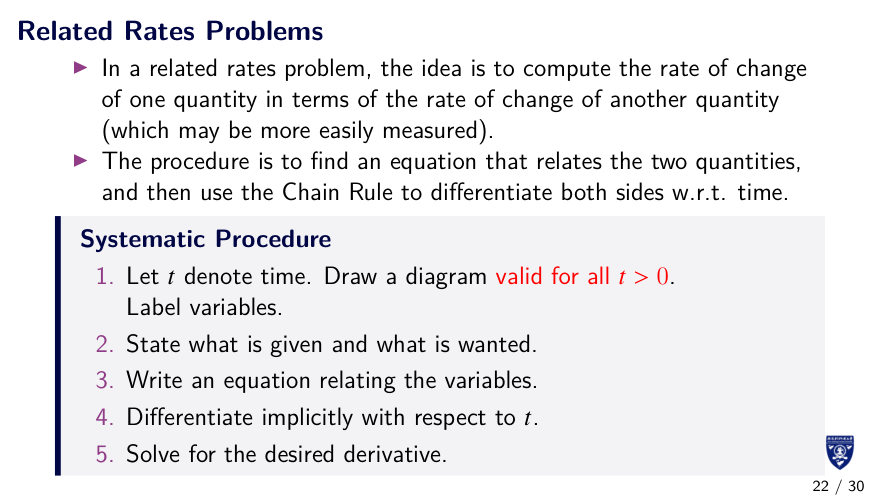 Related Rates Problems
▶ In a related rates problem, the idea is to compute the rate of change
of one quantity in terms of the rate of change of another quantity
(which may be more easily measured).
▶ The procedure is to find an equation that relates the two quantities,
and then use the Chain Rule to differentiate both sides w.r.t. time.
Systematic Procedure
1. Let t denote time. Draw a diagram valid for all t > 0.
Label variables.
2. State what is given and what is wanted.
3. Write an equation relating the variables.
4. Differentiate implicitly with respect to t.
5. Solve for the desired derivative.
22 / 30